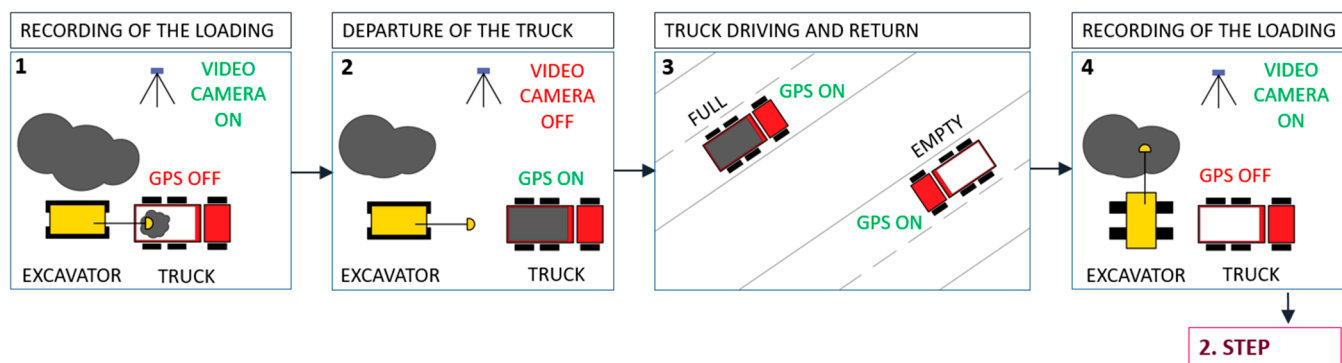 RECORDING OF THE LOADING
1
VIDEO
CAMERA
ON
GPS OFF
EXCAVATOR
TRUCK
DEPARTURE OF THE TRUCK
2
VIDEO
CAMERA
OFF
GPS ON
EXCAVATOR
TRUCK
TRUCK DRIVING AND RETURN
3
FULL
GPS ON
EMPTY
GPS ON
RECORDING OF THE LOADING
4
VIDEO
CAMERA
ON
GPS OFF
EXCAVATOR
TRUCK
2. STEP